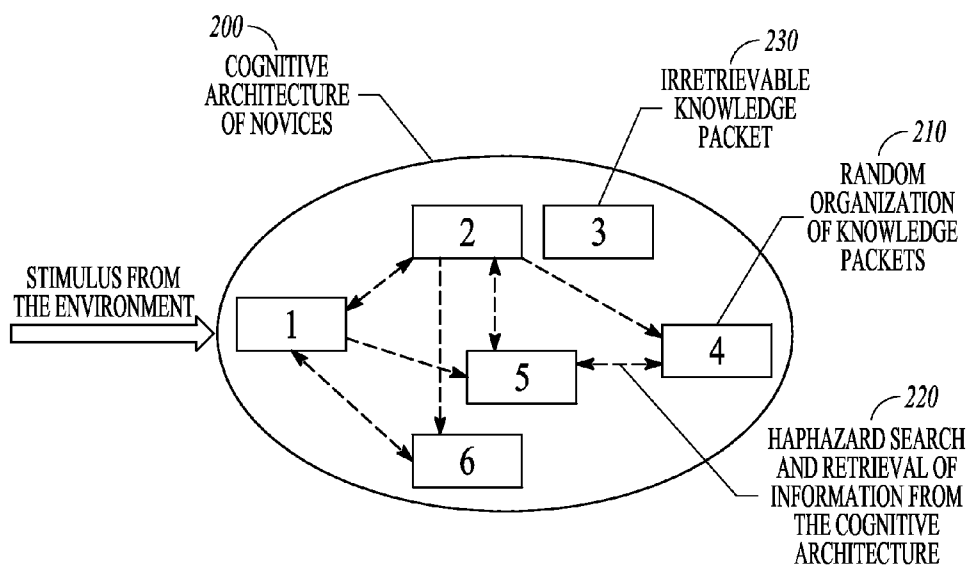 200
COGNITIVE
ARCHITECTURE
OF NOVICES
230
IRRETRIEVABLE
KNOWLEDGE
PACKET
210
RANDOM
ORGANIZATION
OF KNOWLEDGE
PACKETS
STIMULUS FROM
THE ENVIRONMENT
2
3
1
4
5
6
220
HAPHAZARD SEARCH
AND RETRIEVAL OF
INFORMATION FROM
THE COGNITIVE
ARCHITECTURE